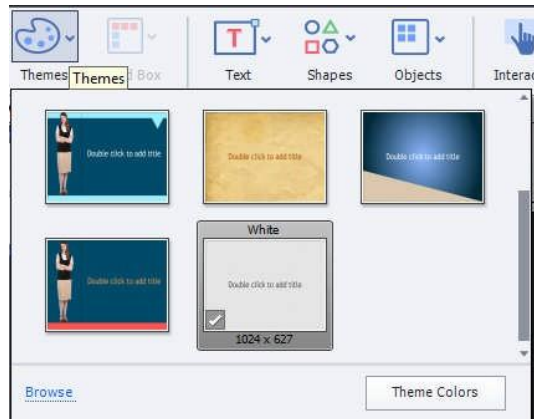 Themes
Themes
Box
Text
Shapes
Objects
Interac
Double click to add title
Double click to add title
Double click to add title
Double click to add title
White
Double click to add title
1024 x 627
Browse
Theme Colors